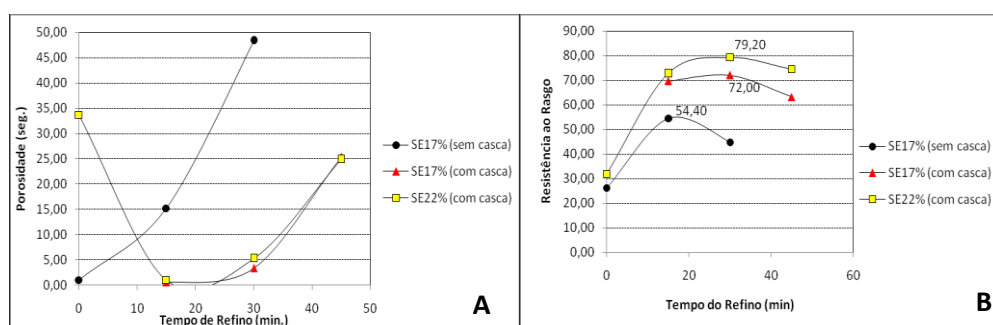 50,00
45,00
40,00
35,00
30,00
25,00
20,00
15,00
10,00
5,00
0,00
Porosidade (seg.)
0 10 20 30 40 50
Tempo de Refino (min.)
SE17% (sem casca)
SE17% (com casca)
SE22% (com casca)
A
90,00
80,00
70,00
60,00
50,00
40,00
30,00
20,00
10,00
0,00
Resistência ao Rasgo
79,20
72,00
54,40
0 20 40 60
Tempo do Refino (min)
SE17% (sem casca)
SE17% (com casca)
SE22% (com casca)
B